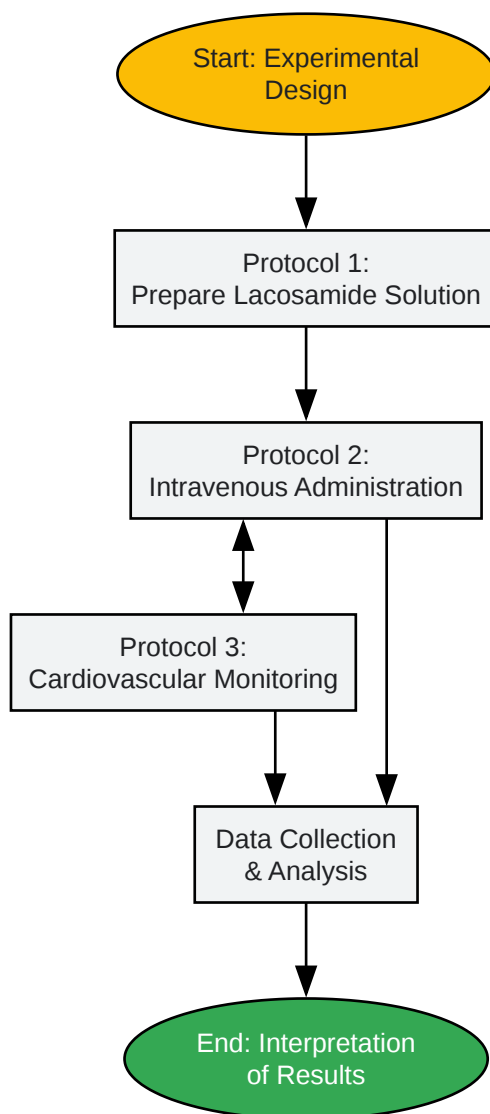 Start: Experimental
Design
Protocol 1:
Prepare Lacosamide Solution
Protocol 2:
Intravenous Administration
Protocol 3:
Cardiovascular Monitoring
Data Collection
& Analysis
End: Interpretation
of Results